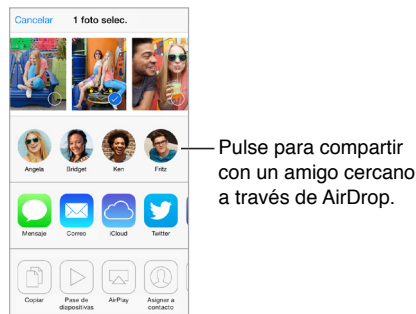 Cancelar 1 foto selec.
Angela Bridget Ken Fritz
Pulse para compartir
con un amigo cercano
a través de AirDrop.
Mensaje Correo iCloud Twitter
Copiar Pase de diapositivas AirPlay Asignar a contacto